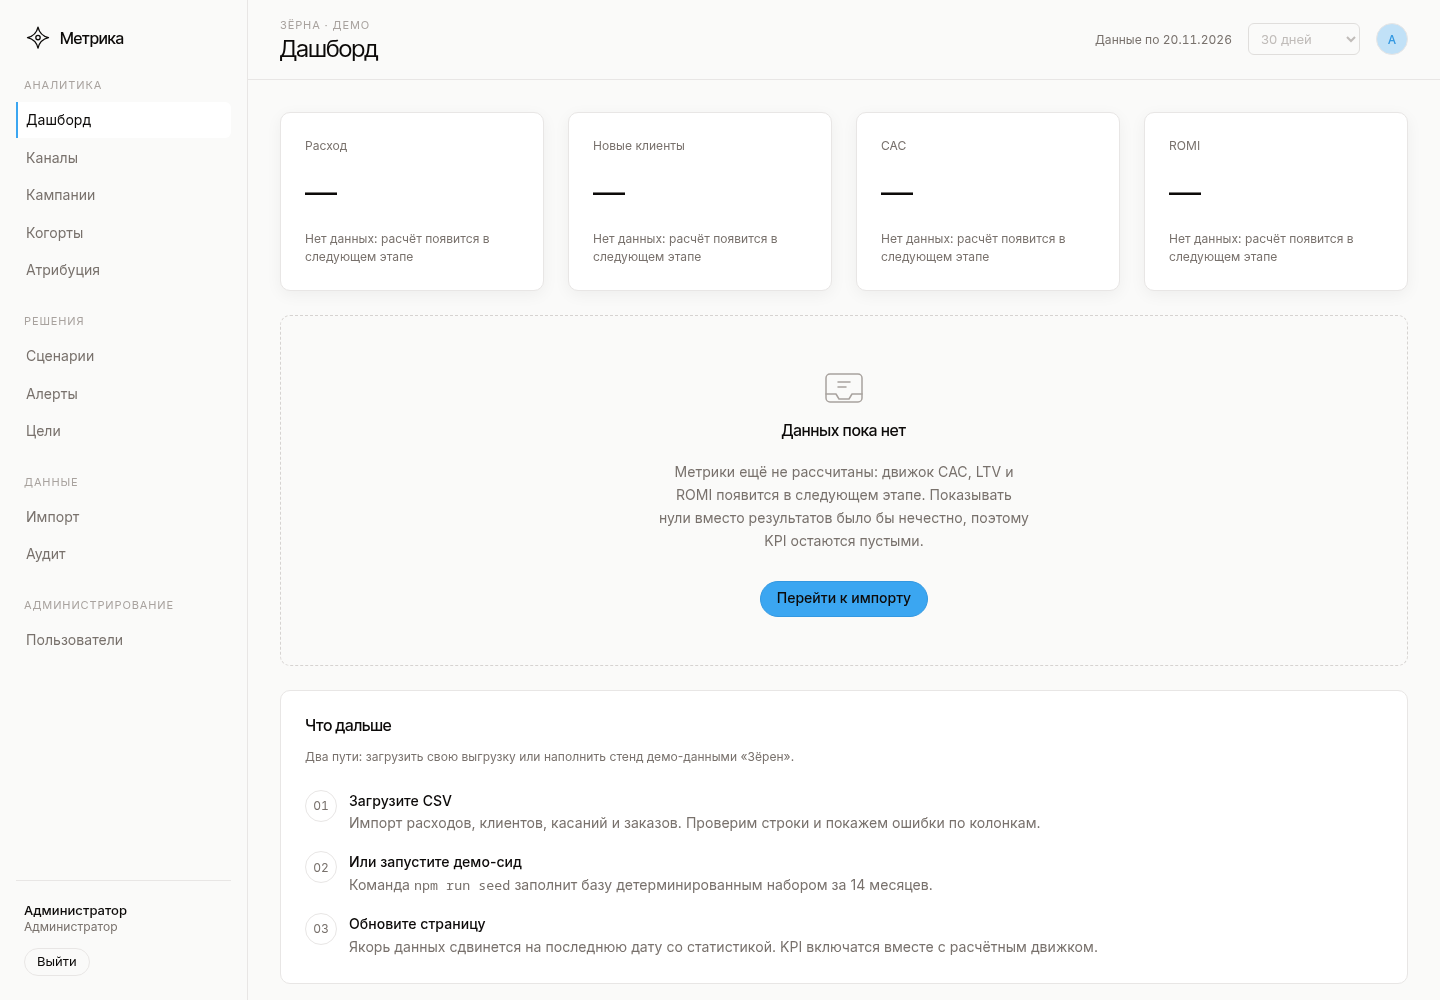 Метрика
АНАЛИТИКА
Дашборд
Каналы
Кампании
Когорты
Атрибуция
РЕШЕНИЯ
Сценарии
Алерты
Цели
ДАННЫЕ
Импорт
Аудит
АДМИНИСТРИРОВАНИЕ
Пользователи
Администратор
Администратор
Выйти
ЗЁРНА · ДЕМО
Дашборд
Данные по 20.11.2026
30 дней
А
Расход
—
Нет данных: расчёт появится в
следующем этапе
Новые клиенты
—
Нет данных: расчёт появится в
следующем этапе
CAC
—
Нет данных: расчёт появится в
следующем этапе
ROMI
—
Нет данных: расчёт появится в
следующем этапе
Данных пока нет
Метрики ещё не рассчитаны: движок CAC, LTV и
ROMI появится в следующем этапе. Показывать
нули вместо результатов было бы нечестно, поэтому
KPI остаются пустыми.
Перейти к импорту
Что дальше
Два пути: загрузить свою выгрузку или наполнить стенд демо-данными «Зёрен».
01
Загрузите CSV
Импорт расходов, клиентов, касаний и заказов. Проверим строки и покажем ошибки по колонкам.
02
Или запустите демо-сид
Команда npm run seed заполнит базу детерминированным набором за 14 месяцев.
03
Обновите страницу
Якорь данных сдвинется на последнюю дату со статистикой. KPI включатся вместе с расчётным движком.